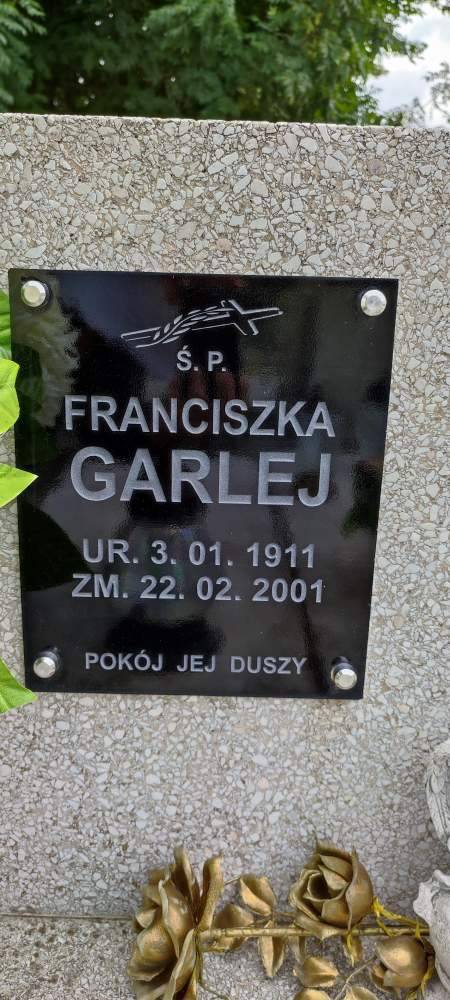 Ś. P.
FRANCISZKA
GARLEJ
UR. 3. 01. 1911
ZM. 22. 02. 2001
POKÓJ JEJ DUSZY